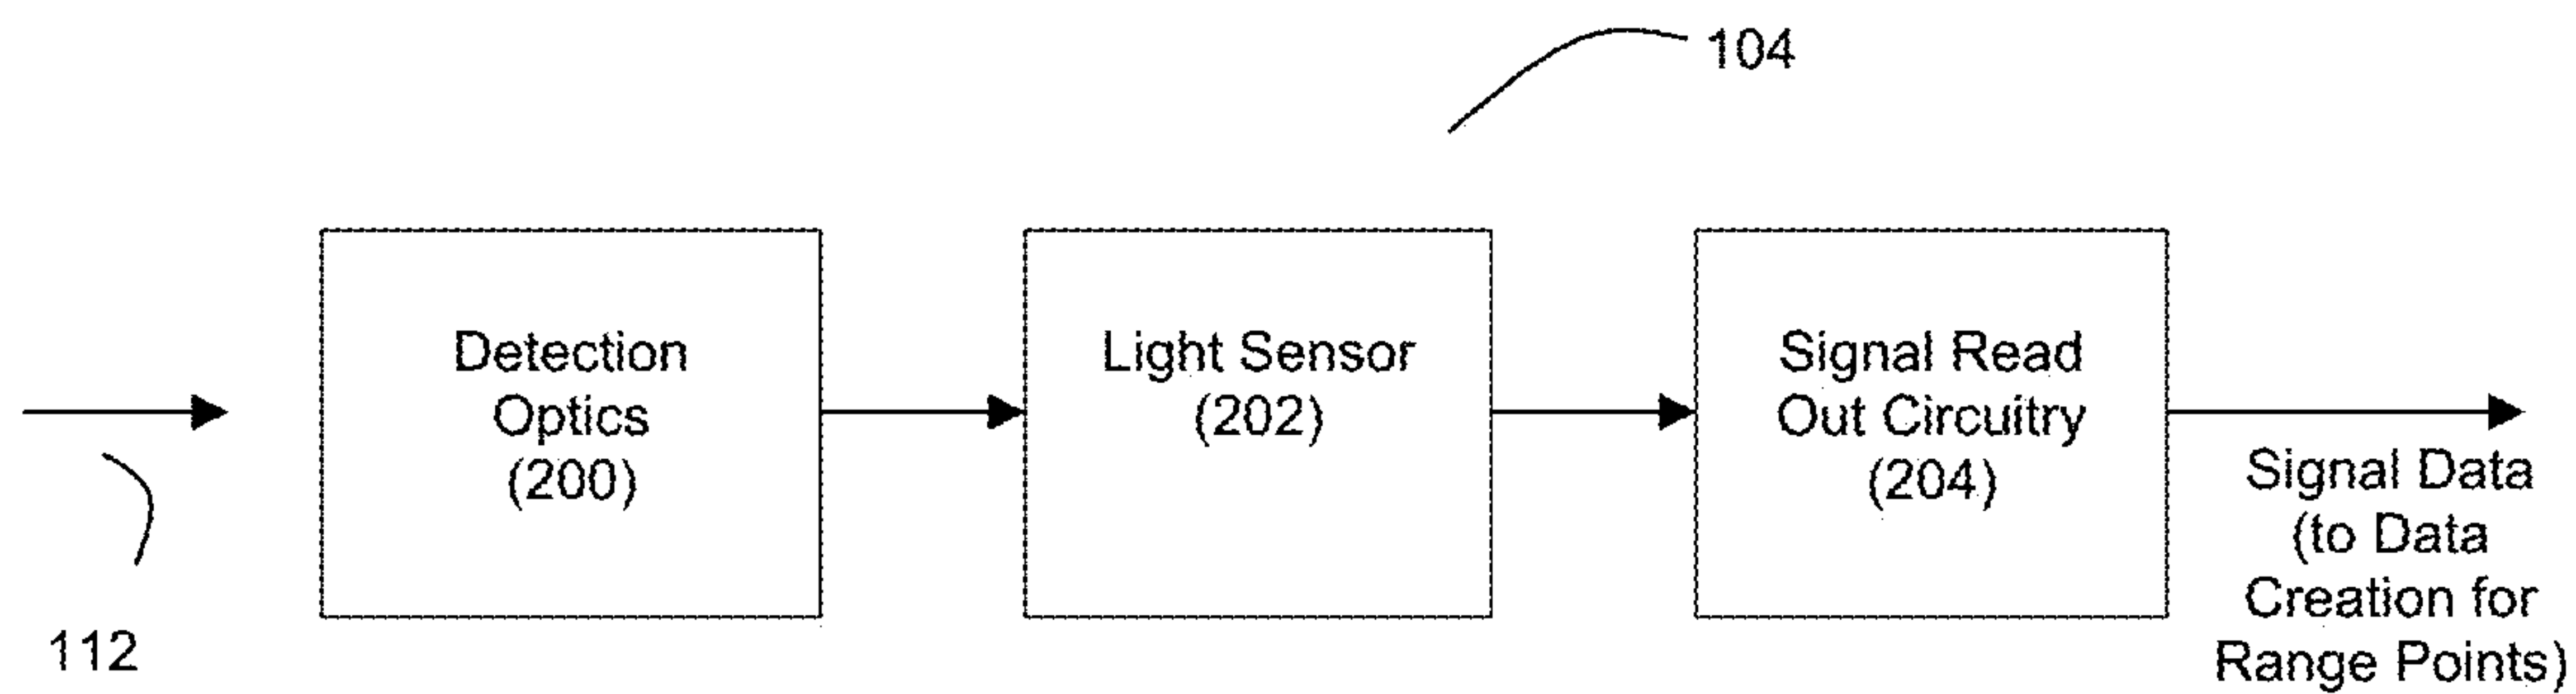 104
Detection
Optics
(200)
Light Sensor
(202)
Signal Read
Out Circuitry
(204)
Signal Data
(to Data
Creation for
Range Points)
112